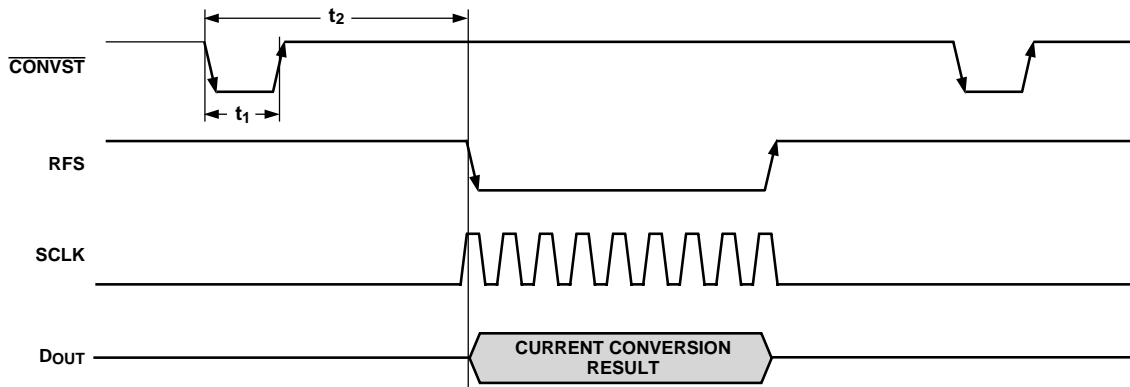 t2
CONVST
t1
RFS
SCLK
DOUT
CURRENT CONVERSION
RESULT